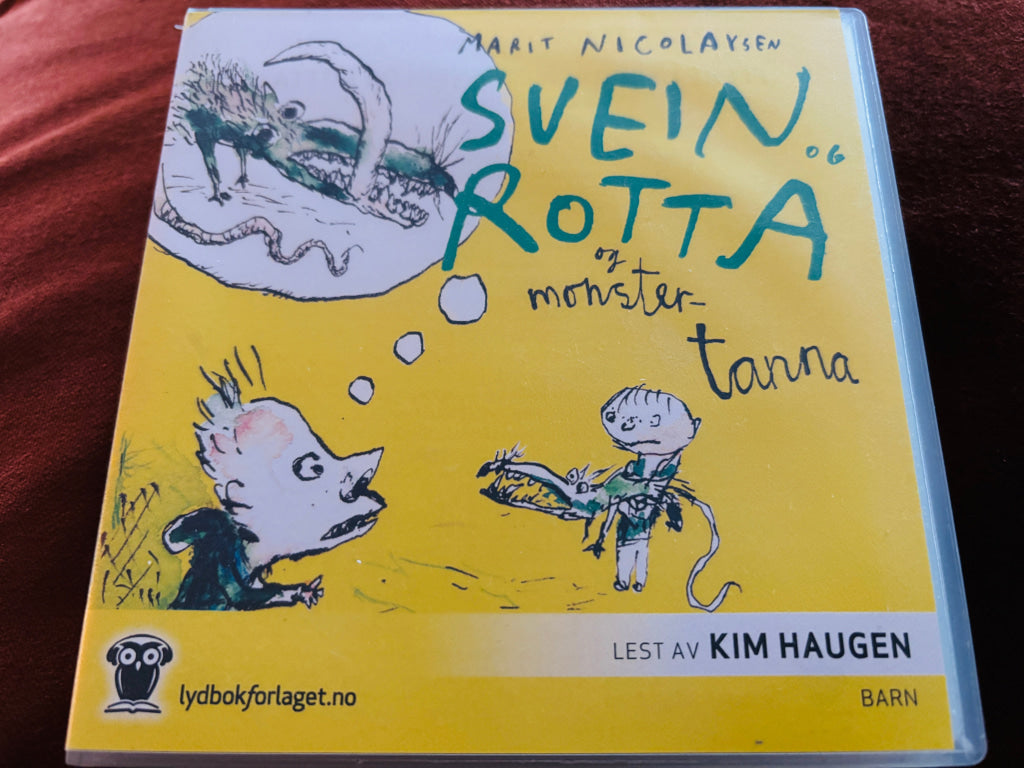 MARIT NICOLAYSEN
SVEIN OG
ROTTA
og
monster-
tanna
LEST AV KIM HAUGEN
lydbokforlaget.no
BARN